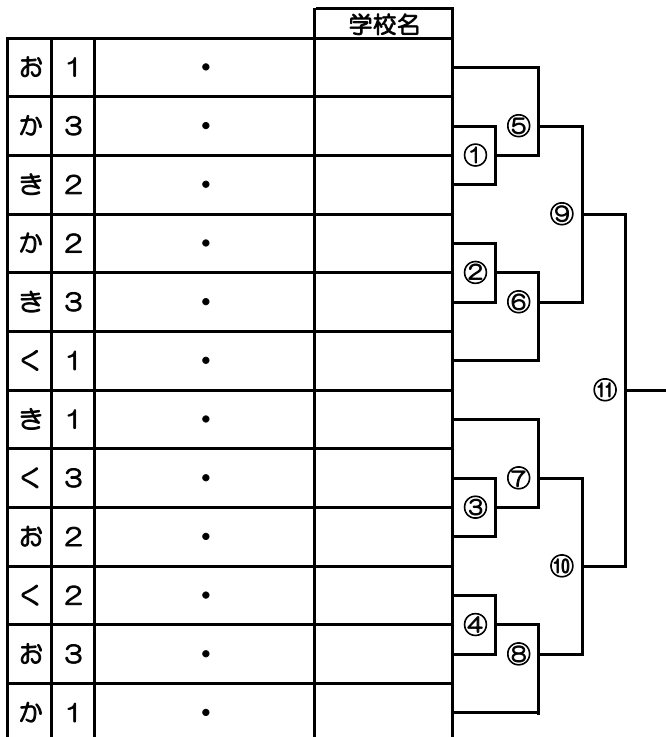 学校名
お 1 ・
か 3 ・
き 2 ・
か 2 ・
き 3 ・
く 1 ・
き 1 ・
く 3 ・
お 2 ・
く 2 ・
お 3 ・
か 1 ・
⑤
①
⑨
②
⑥
⑪
⑦
③
⑩
④
⑧